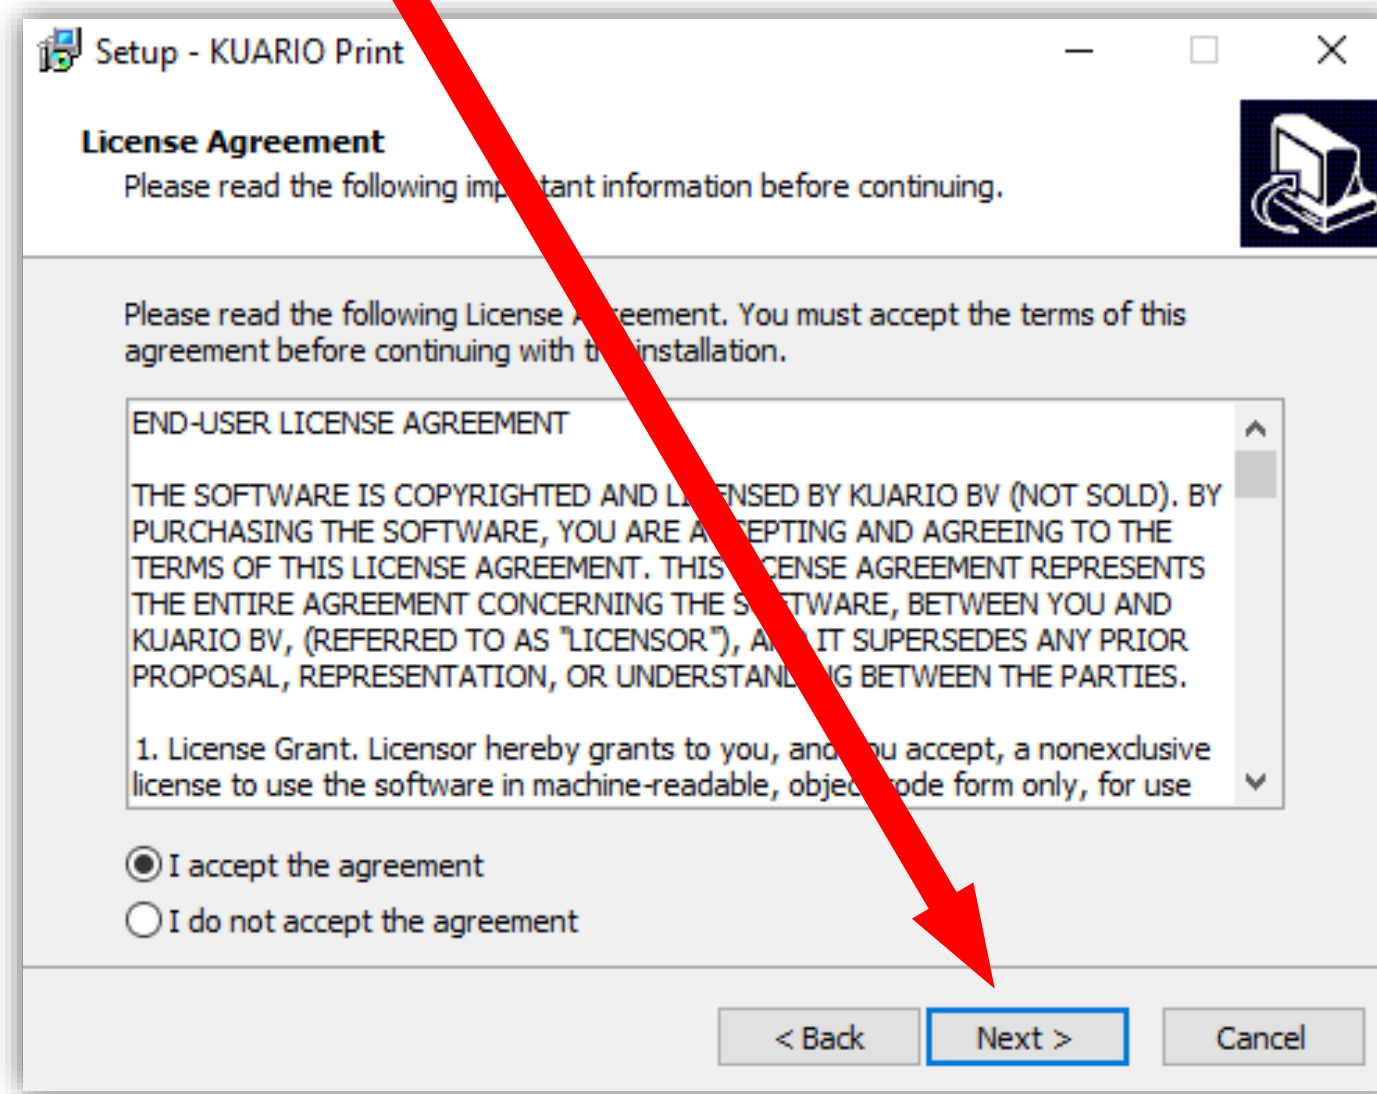 Setup - KUARIO Print
License Agreement
Please read the following important information before continuing.
Please read the following License Agreement. You must accept the terms of this
agreement before continuing with the installation.
END-USER LICENSE AGREEMENT
THE SOFTWARE IS COPYRIGHTED AND LICENSED BY KUARIO BV (NOT SOLD). BY
PURCHASING THE SOFTWARE, YOU ARE ACCEPTING AND AGREEING TO THE
TERMS OF THIS LICENSE AGREEMENT. THIS LICENSE AGREEMENT REPRESENTS
THE ENTIRE AGREEMENT CONCERNING THE SOFTWARE, BETWEEN YOU AND
KUARIO BV, (REFERRED TO AS "LICENSOR"), AND IT SUPERSEDES ANY PRIOR
PROPOSAL, REPRESENTATION, OR UNDERSTANDING BETWEEN THE PARTIES.
1. License Grant. Licensor hereby grants to you, and you accept, a nonexclusive
license to use the software in machine-readable, object code form only, for use
I accept the agreement
I do not accept the agreement
< Back
Next >
Cancel